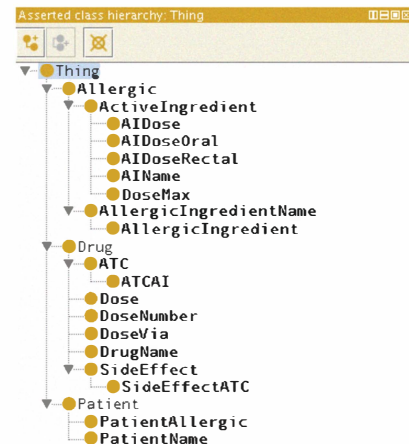 Asserted class hierarchy: Thing
Thing
Allergic
ActiveIngredient
AIDose
AIDoseOral
AIDoseRectal
AIName
DoseMax
AllergicIngredientName
AllergicIngredient
Drug
ATC
ATCAI
Dose
DoseNumber
DoseVia
DrugName
SideEffect
SideEffectATC
Patient
PatientAllergic
PatientName